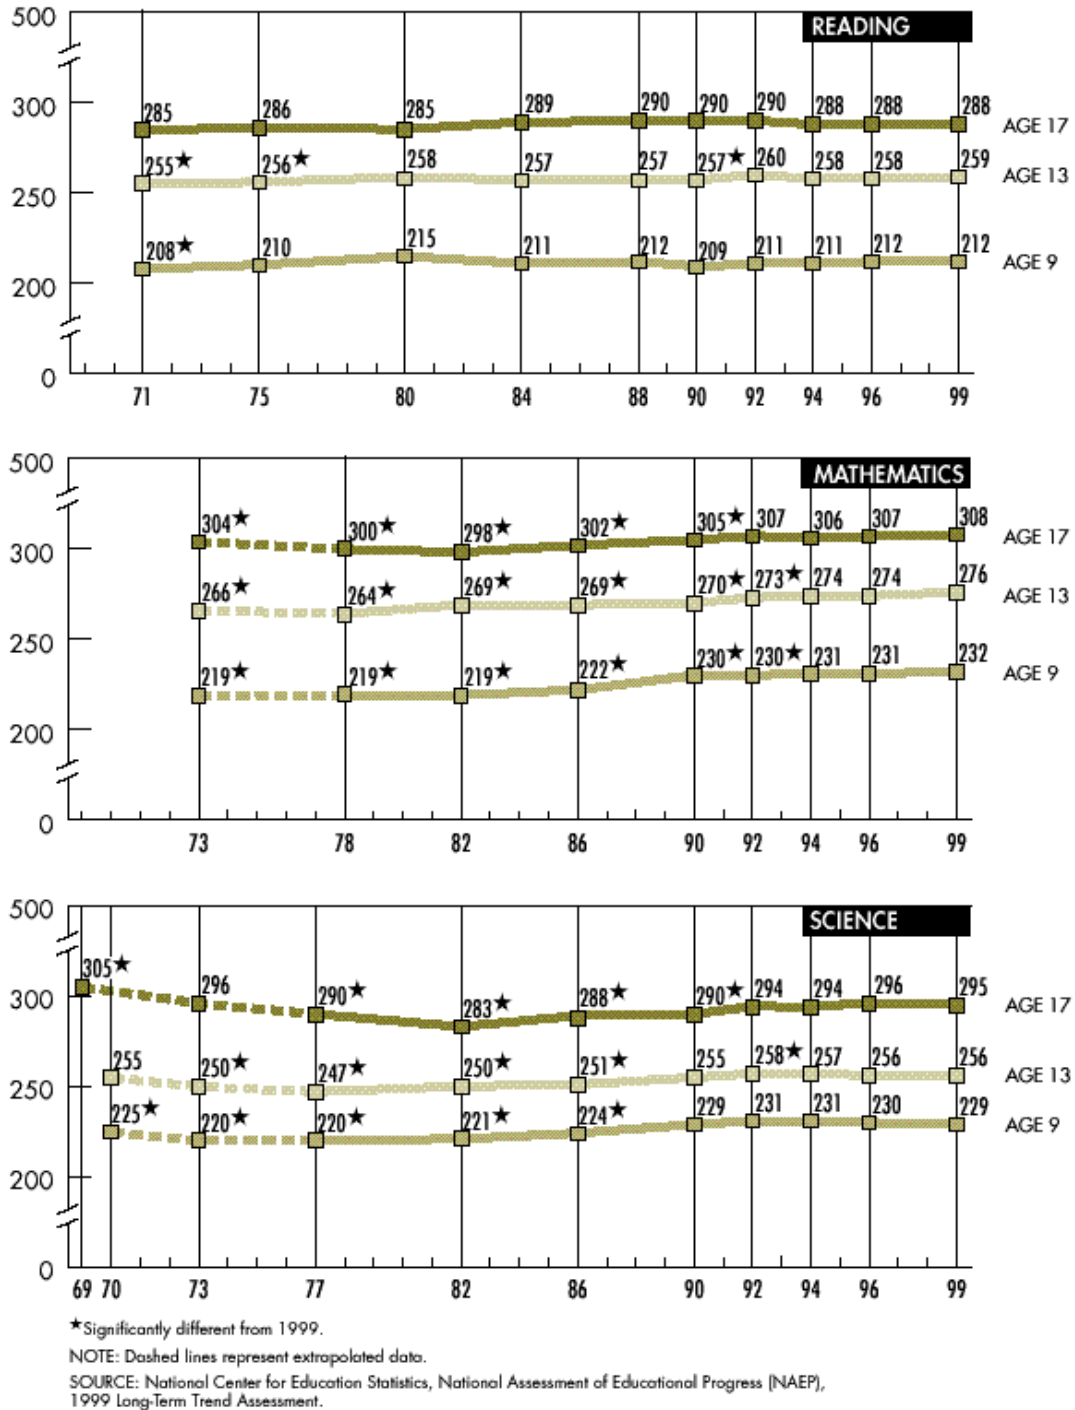 500
READING
300
285 286 285 289 290 290 290 288 288 288
AGE 17
255★ 256★ 258 257 257 257★ 260 258 258 259
AGE 13
250
208★ 210 215 211 212 209 211 211 212 212
AGE 9
200
0
71 75 80 84 88 90 92 94 96 99
500
MATHEMATICS
304★ 300★ 298★ 302★ 305★ 307 306 307 308
AGE 17
300
266★ 264★ 269★ 269★ 270★ 273★ 274 274 276
AGE 13
250
219★ 219★ 219★ 222★ 230★ 230★ 231 231 232
AGE 9
200
0
73 78 82 86 90 92 94 96 99
500
SCIENCE
305★ 296 290★ 283★ 288★ 290★ 294 294 296 295
AGE 17
300
255 250★ 247★ 250★ 251★ 255 258★ 257 256 256
AGE 13
250
225★ 220★ 220★ 221★ 224★ 229 231 231 230 229
AGE 9
200
0
69 70 73 77 82 86 90 92 94 96 99
★Significantly different from 1999.
NOTE: Dashed lines represent extrapolated data.
SOURCE: National Center for Education Statistics, National Assessment of Educational Progress (NAEP),
1999 Long-Term Trend Assessment.